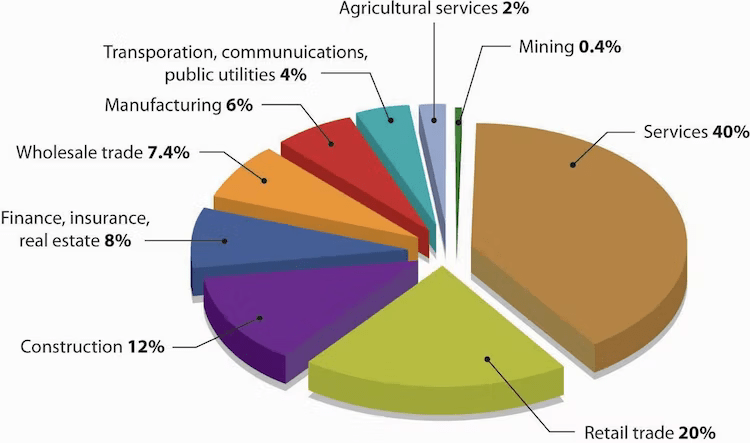 Agricultural services 2%
Mining 0.4%
Transporation, commuuications,
public utilities 4%
Manufacturing 6%
Services 40%
Wholesale trade 7.4%
Finance, insurance,
real estate 8%
Construction 12%
Retail trade 20%